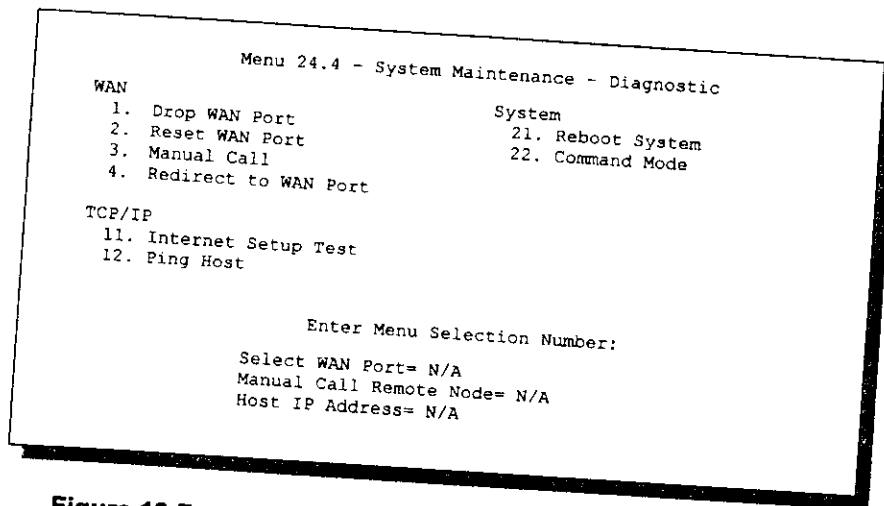 Menu 24.4 - System Maintenance - Diagnostic
WAN
1. Drop WAN Port
2. Reset WAN Port
3. Manual Call
4. Redirect to WAN Port
System
21. Reboot System
22. Command Mode
TCP/IP
11. Internet Setup Test
12. Ping Host
Enter Menu Selection Number:
Select WAN Port= N/A
Manual Call Remote Node= N/A
Host IP Address= N/A
Figure